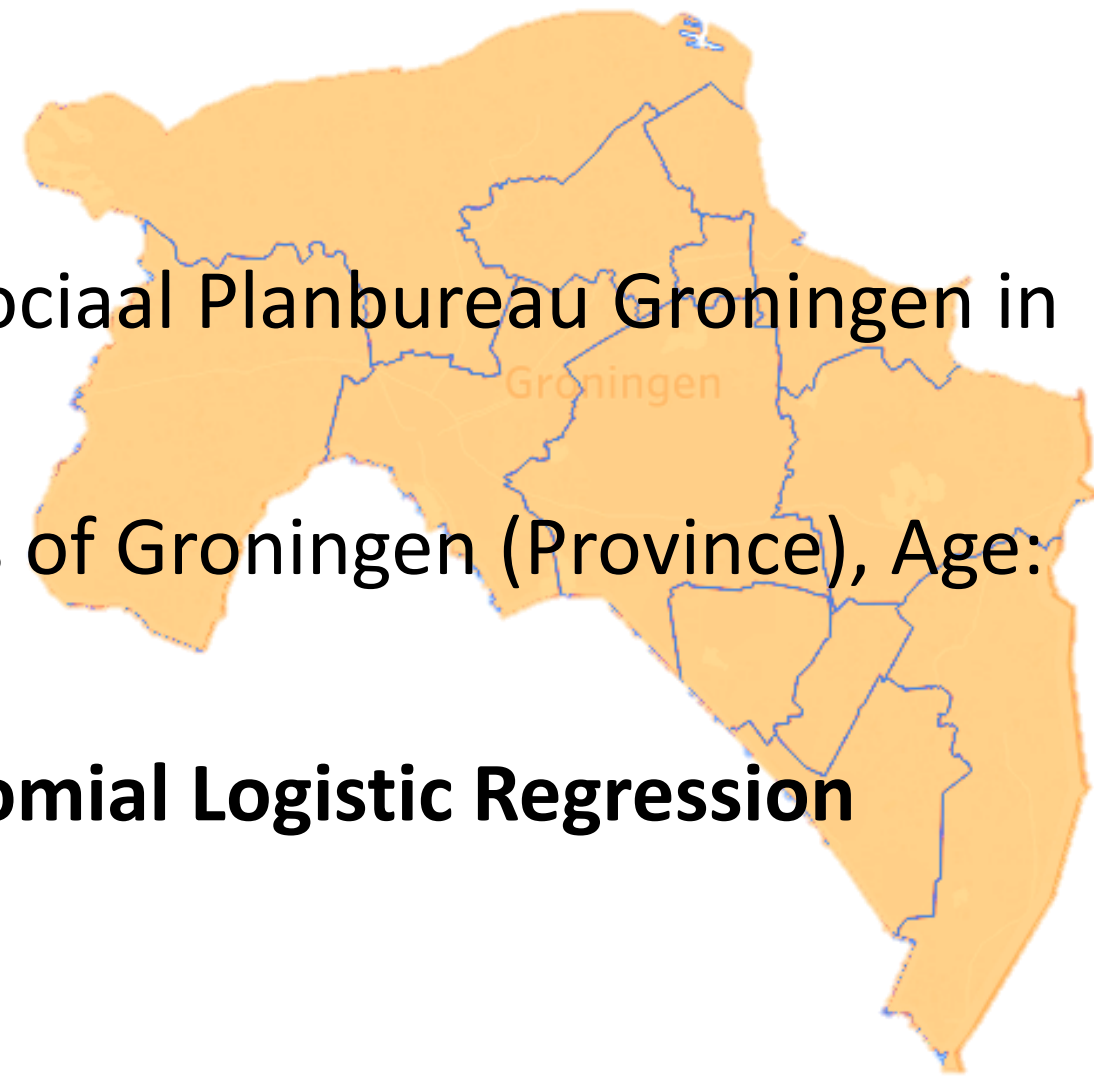 ociaal Planbureau Groningen in
Groningen
of Groningen (Province), Age:
omial Logistic Regression